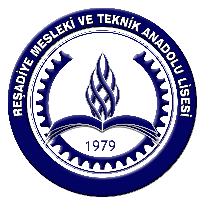 REŞADİYE MESLEKİ VE TEKNİK ANADOLU LİSESİ
1979